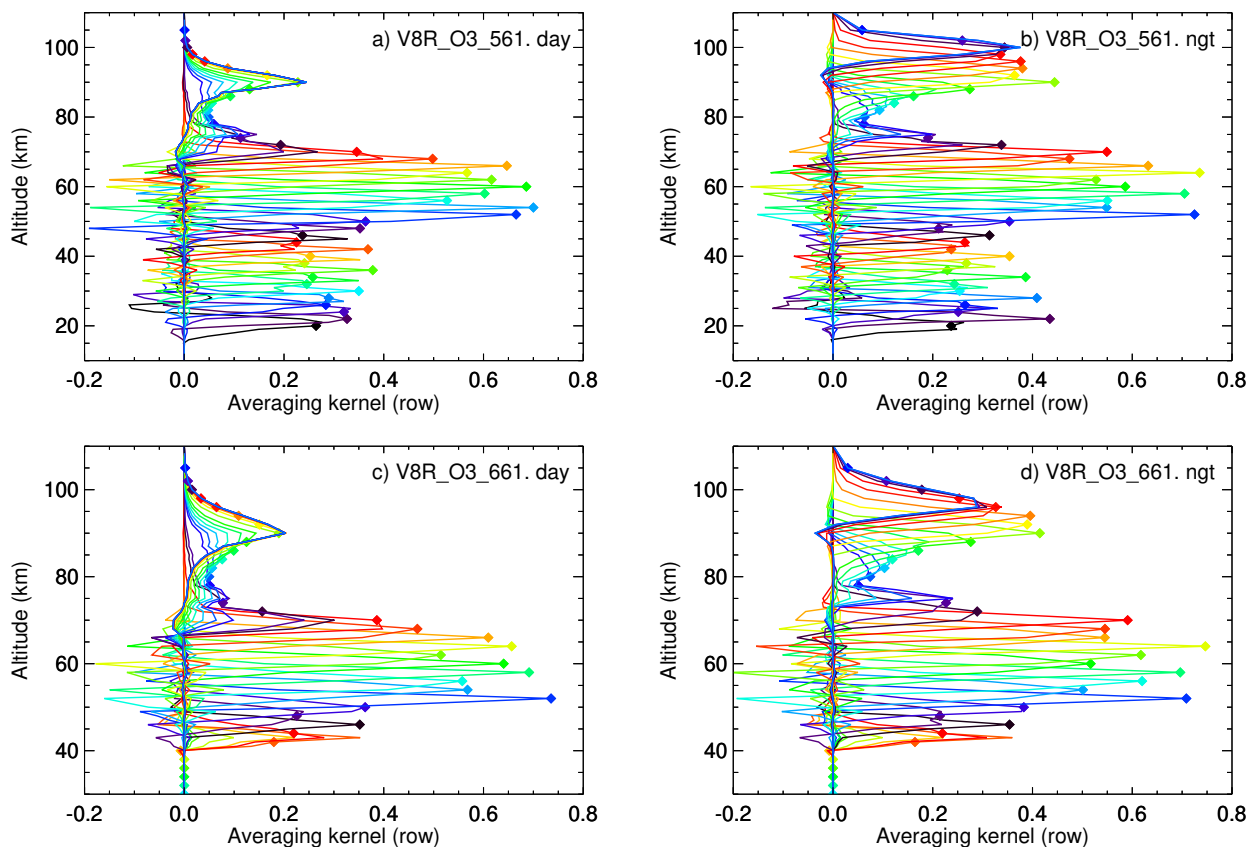 a) V8R_O3_561. day
100
80
60
40
20
Altitude (km)
-0.2 0.0 0.2 0.4 0.6 0.8
Averaging kernel (row)
b) V8R_O3_561. ngt
100
80
60
40
20
Altitude (km)
-0.2 0.0 0.2 0.4 0.6 0.8
Averaging kernel (row)
c) V8R_O3_661. day
100
80
60
40
Altitude (km)
-0.2 0.0 0.2 0.4 0.6 0.8
Averaging kernel (row)
d) V8R_O3_661. ngt
100
80
60
40
Altitude (km)
-0.2 0.0 0.2 0.4 0.6 0.8
Averaging kernel (row)